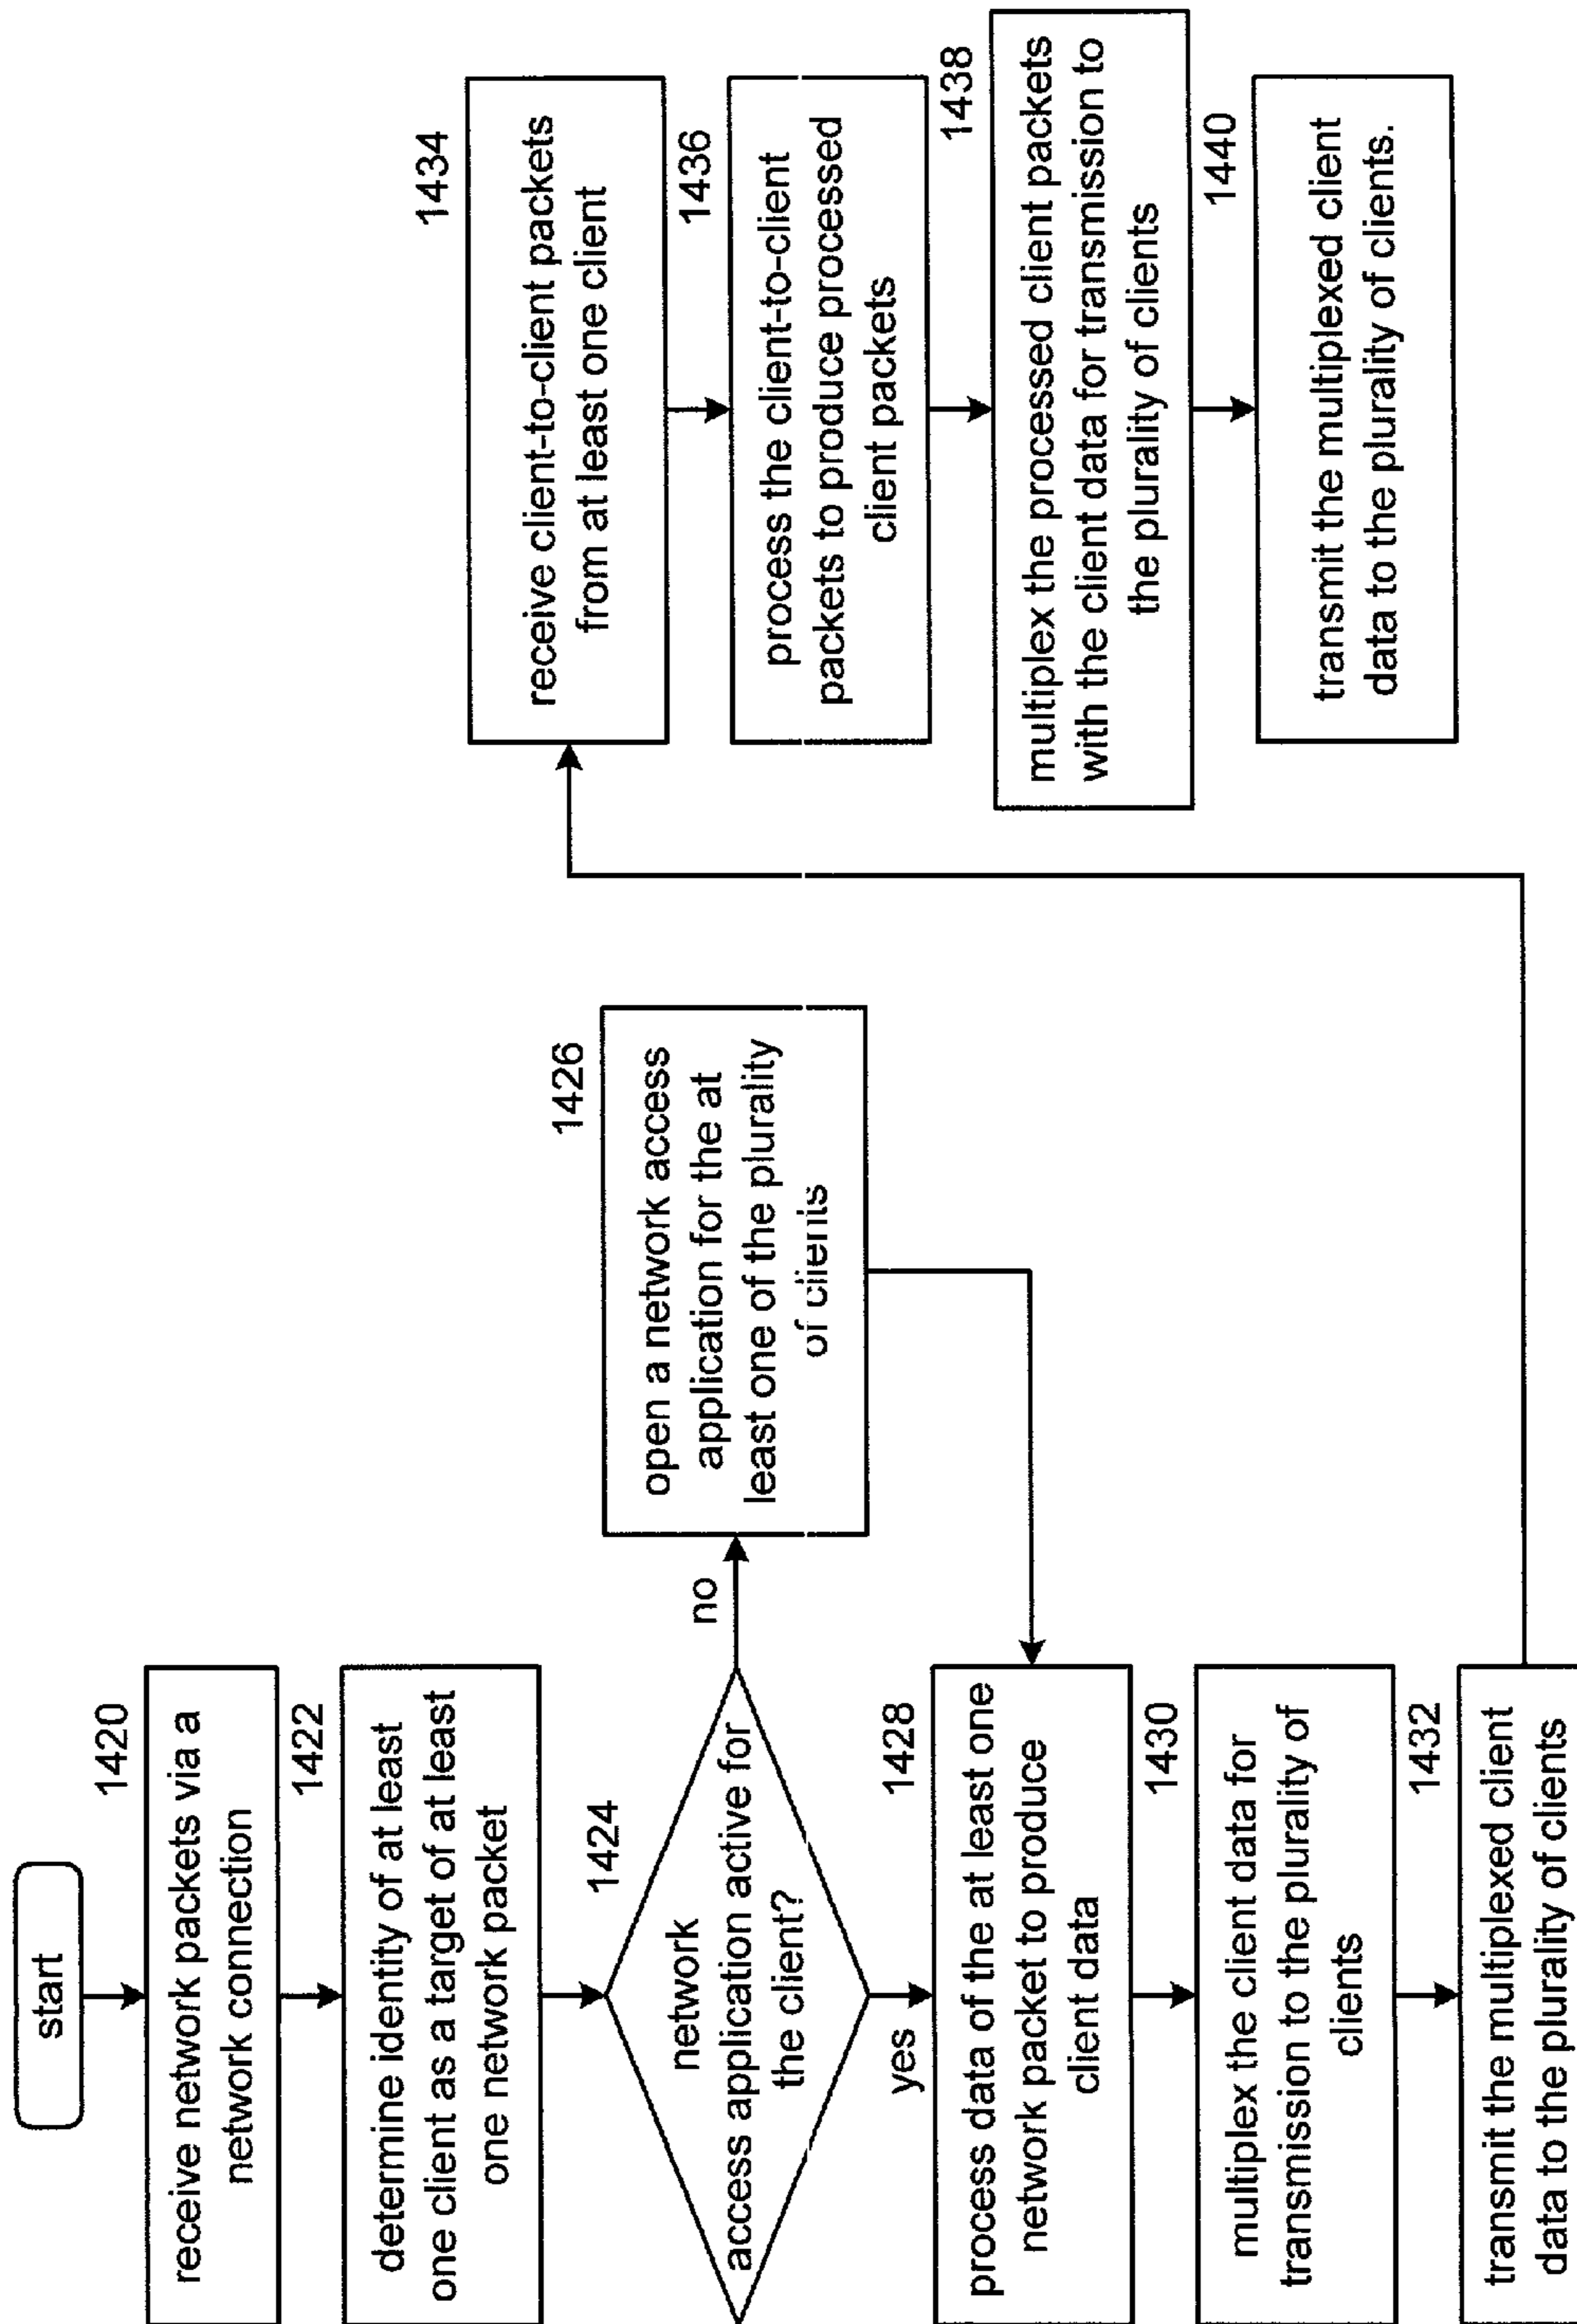 start
1420
receive network packets via a
network connection
1422
determine identity of at least
one client as a target of at least
one network packet
1424
network
access application active for
the client?
no
1426
open a network access
application for the at
least one of the plurality
of clients
yes
1428
process data of the at least one
network packet to produce
client data
1430
multiplex the client data for
transmission to the plurality of
clients
1432
transmit the multiplexed client
data to the plurality of clients
1434
receive client-to-client packets
from at least one client
1436
process the client-to-client
packets to produce processed
client packets
1438
multiplex the processed client packets
with the client data for transmission to
the plurality of clients
1440
transmit the multiplexed client
data to the plurality of clients.